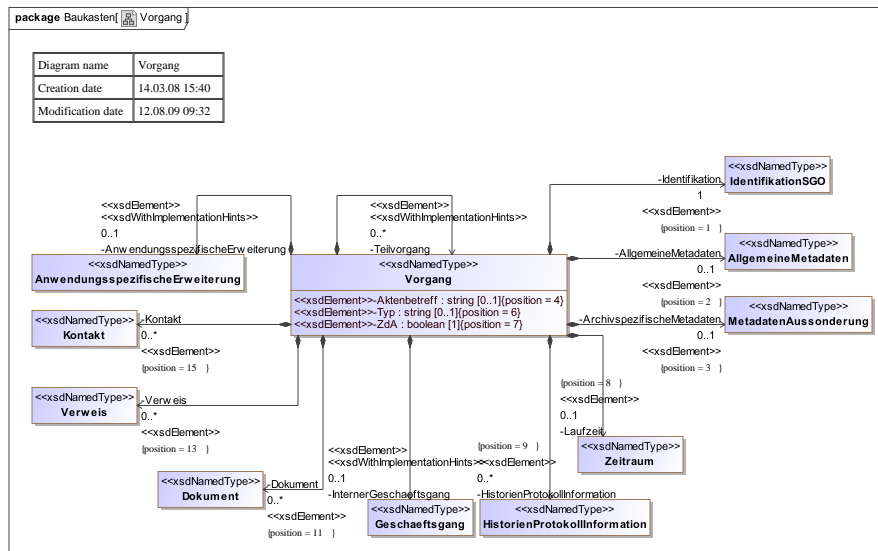 package Baukasten[ Vorgang ]
Diagram name Vorgang
Creation date 14.03.08 15:40
Modification date 12.08.09 09:32
<<xsdNamedType>>
IdentifikationSGO
-Identifikation
1
<<xsdElement>>
{position = 1 }
<<xsdElement>>
<<xsdWithImplementationHints>>
0..1
-AnwendungsspezifischeErweiterung
<<xsdElement>>
<<xsdWithImplementationHints>>
0..*
-Teilvorgang
<<xsdNamedType>>
AnwendungsspezifischeErweiterung
<<xsdNamedType>>
Vorgang
<<xsdElement>>-Aktenbetreff : string [0..1]{position = 4}
<<xsdElement>>-Typ : string [0..1]{position = 6}
<<xsdElement>>-ZdA : boolean [1]{position = 7}
-AllgemeineMetadaten
0..1
<<xsdElement>>
{position = 2 }
<<xsdNamedType>>
AllgemeineMetadaten
-ArchivspezifischeMetadaten
0..1
<<xsdElement>>
{position = 3 }
<<xsdNamedType>>
MetadatenAussonderung
<<xsdNamedType>>
Kontakt
-Kontakt
0..*
<<xsdElement>>
{position = 15 }
<<xsdNamedType>>
Verweis
-Verweis
0..*
<<xsdElement>>
{position = 13 }
{position = 8 }
<<xsdElement>>
0..1
-Laufzeit
<<xsdNamedType>>
Zeitraum
<<xsdNamedType>>
Dokument
-Dokument
0..*
<<xsdElement>>
{position = 11 }
<<xsdElement>>
<<xsdWithImplementationHints>>
0..1
-InternerGeschaeftsgang
<<xsdNamedType>>
Geschaeftsgang
{position = 9 }
<<xsdElement>>
0..*
-HistorienProtokollInformation
<<xsdNamedType>>
HistorienProtokollInformation